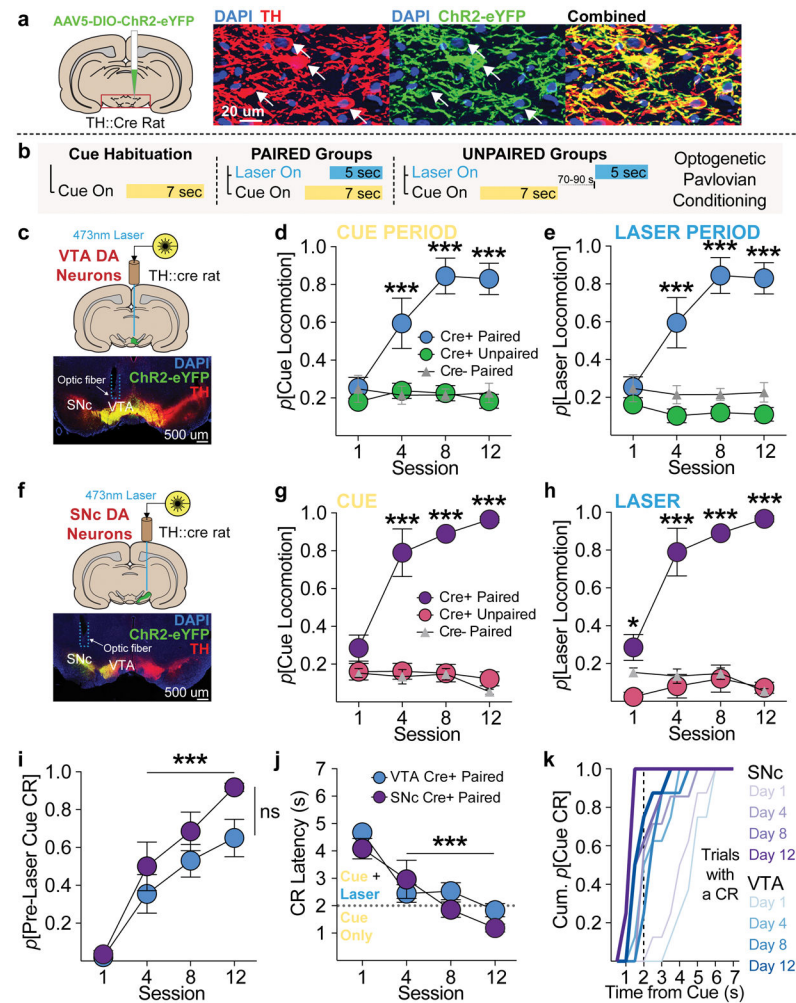 a
AAV5-DIO-ChR2-eYFP
TH::Cre Rat
DAPI TH
20 um
DAPI ChR2-eYFP
Combined
b
Cue Habituation
Cue On
7 sec
PAIRED Groups
Laser On
5 sec
Cue On
7 sec
UNPAIRED Groups
Laser On
5 sec
70-90 s
Cue On
7 sec
Optogenetic
Pavlovian
Conditioning
c
473nm Laser
VTA DA
Neurons
TH::cre rat
DAPI
ChR2-eYFP
TH
Optic fiber
SNc
VTA
500 um
d
CUE PERIOD
p[Cue Locomotion]
1.0
0.8
0.6
0.4
0.2
***
***
***
Cre+ Paired
Cre+ Unpaired
Cre- Paired
1 4 8 12
Session
e
LASER PERIOD
p[Laser Locomotion]
1.0
0.8
0.6
0.4
0.2
***
***
***
1 4 8 12
Session
f
473nm Laser
SNc DA
Neurons
TH::cre rat
DAPI
ChR2-eYFP
TH
Optic fiber
SNc
VTA
500 um
g
CUE
p[Cue Locomotion]
1.0
0.8
0.6
0.4
0.2
***
***
***
Cre+ Paired
Cre+ Unpaired
Cre- Paired
1 4 8 12
Session
h
LASER
p[Laser Locomotion]
1.0
0.8
0.6
0.4
0.2
*
***
***
***
1 4 8 12
Session
i
p[Pre-Laser Cue CR]
1.0
0.8
0.6
0.4
0.2
***
ns
1 4 8 12
Session
j
CR Latency (s)
7
6
5
4
3
2
1
VTA Cre+ Paired
SNc Cre+ Paired
***
Cue +
Laser
Cue
Only
1 4 8 12
Session
k
Cum. p[Cue CR]
1.0
0.8
0.6
0.4
0.2
0.0
Trials
with
a CR
1 2 3 4 5 6 7
Time from Cue (s)
SNc
Day 1
Day 4
Day 8
Day 12
VTA
Day 1
Day 4
Day 8
Day 12